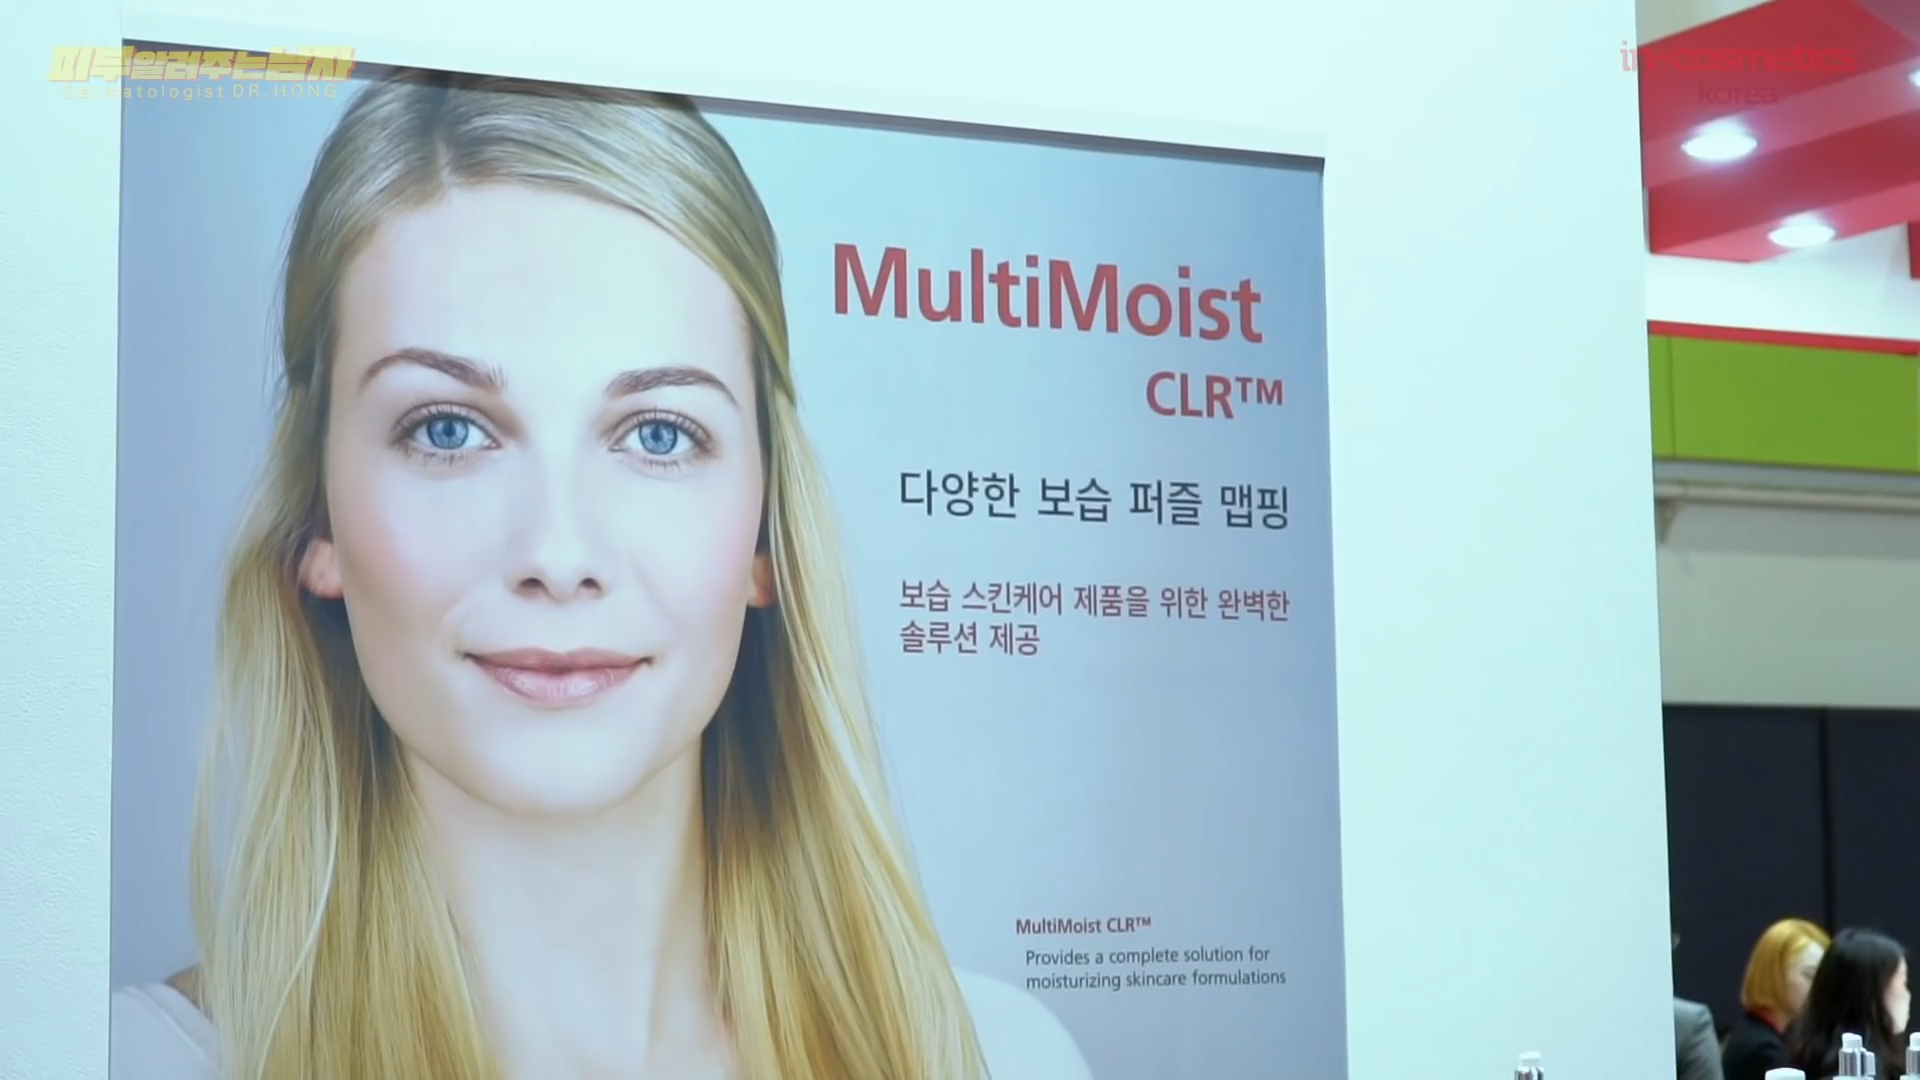 피부알려주는남자
Dermatologist DR.HONG
in-cosmetics
korea
MultiMoist
CLR™
다양한 보습 퍼즐 맵핑
보습 스킨케어 제품을 위한 완벽한
솔루션 제공
MultiMoist CLR™
Provides a complete solution for
moisturizing skincare formulations